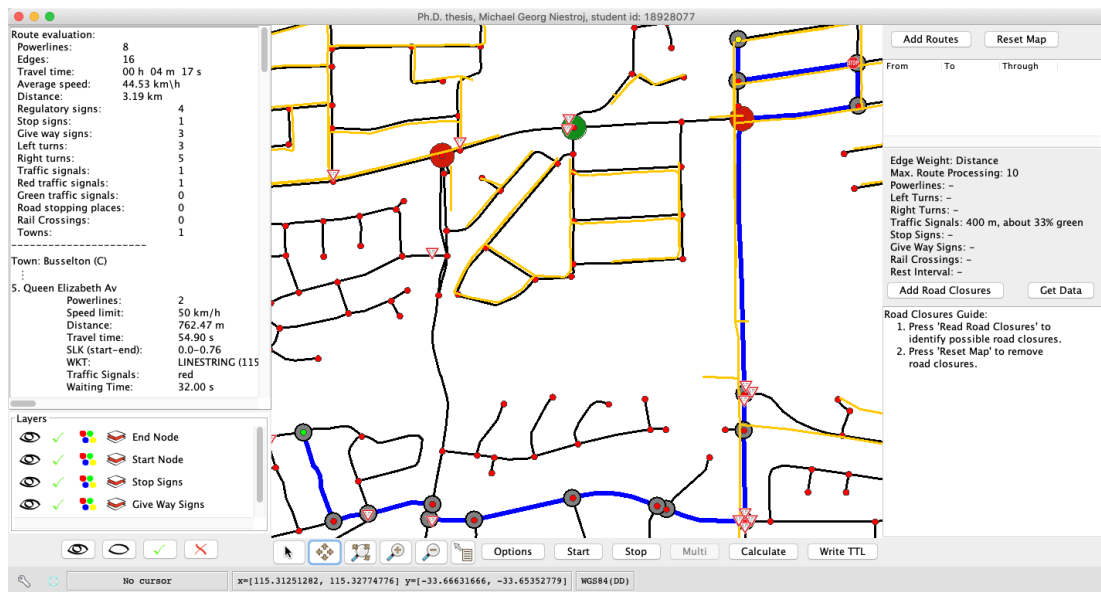 Ph.D. thesis, Michael Georg Niestroj, student id: 18928077
Route evaluation:
Powerlines: 8
Edges: 16
Travel time: 00 h 04 m 17 s
Average speed: 44.53 km\h
Distance: 3.19 km
Regulatory signs: 4
Stop signs: 1
Give way signs: 3
Left turns: 3
Right turns: 5
Traffic signals: 1
Red traffic signals: 1
Green traffic signals: 0
Road stopping places: 0
Rail Crossings: 0
Towns: 1
-----------------------
Town: Busselton (C)
⋮
5. Queen Elizabeth Av
Powerlines: 2
Speed limit: 50 km/h
Distance: 762.47 m
Travel time: 54.90 s
SLK (start-end): 0.0-0.76
WKT: LINESTRING (115
Traffic Signals: red
Waiting Time: 32.00 s
Layers
End Node
Start Node
Stop Signs
Give Way Signs
Add Routes Reset Map
From To Through
Edge Weight: Distance
Max. Route Processing: 10
Powerlines: –
Left Turns: –
Right Turns: –
Traffic Signals: 400 m, about 33% green
Stop Signs: –
Give Way Signs: –
Rail Crossings: –
Rest Interval: –
Add Road Closures Get Data
Road Closures Guide:
1. Press 'Read Road Closures' to
identify possible road closures.
2. Press 'Reset Map' to remove
road closures.
Options Start Stop Multi Calculate Write TTL
No cursor x=[115.31251282, 115.32774776] y=[-33.66631666, -33.65352779] WGS84(DD)